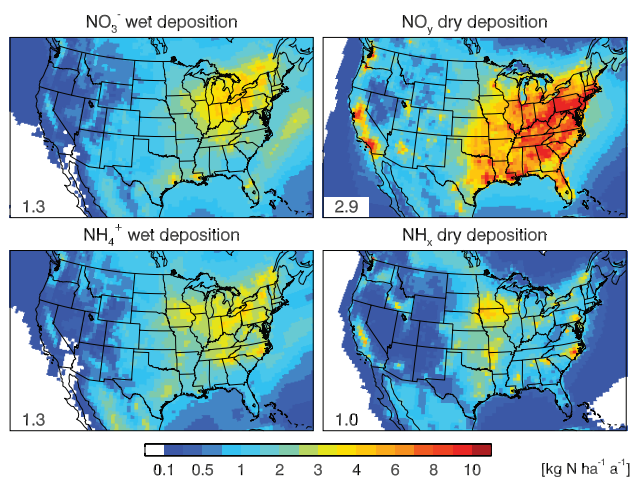 NO₃⁻ wet deposition
NOy dry deposition
1.3
2.9
NH₄⁺ wet deposition
NHₓ dry deposition
1.3
1.0
0.1 0.5 1 2 3 4 6 8 10 [kg N ha⁻¹ a⁻¹]